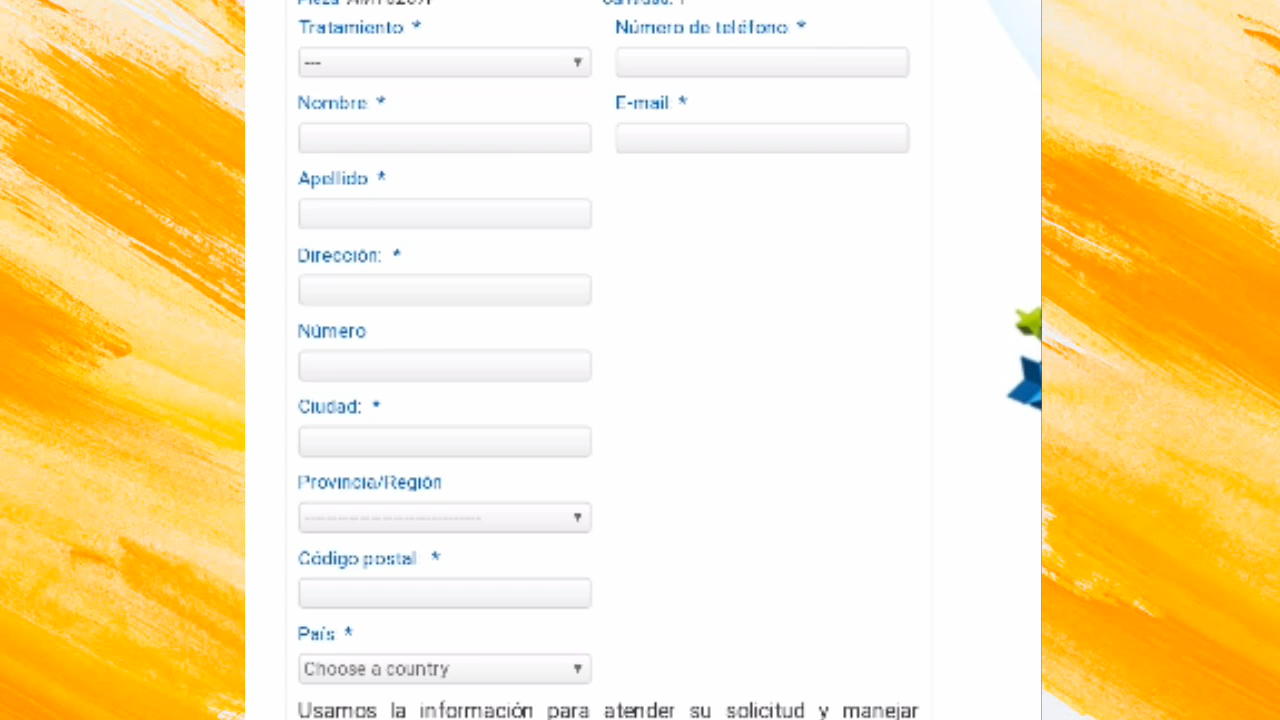 Tratamiento *
---
Número de teléfono *
Nombre *
E-mail *
Apellido *
Dirección: *
Número
Ciudad: *
Provincia/Región
--------------------------------
Código postal *
País *
Choose a country
Usamos la información para atender su solicitud y manejar